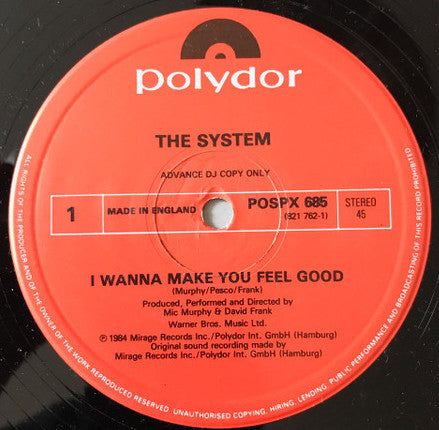 polydor
THE SYSTEM
ADVANCE DJ COPY ONLY
1
MADE IN ENGLAND
POSPX 685
(821 762-1)
STEREO
45
I WANNA MAKE YOU FEEL GOOD
(Murphy/Pesco/Frank)
Produced, Performed and Directed by
Mic Murphy & David Frank
Warner Bros. Music Ltd.
℗ 1984 Mirage Records Inc./Polydor Int. GmbH (Hamburg)
Original sound recording made by
Mirage Records Inc./Polydor Int. GmbH (Hamburg)
ALL RIGHTS OF THE PRODUCER AND OF THE OWNER OF THE WORK REPRODUCED RESERVED. UNAUTHORISED COPYING, HIRING, LENDING, PUBLIC PERFORMANCE AND BROADCASTING OF THIS RECORD PROHIBITED.